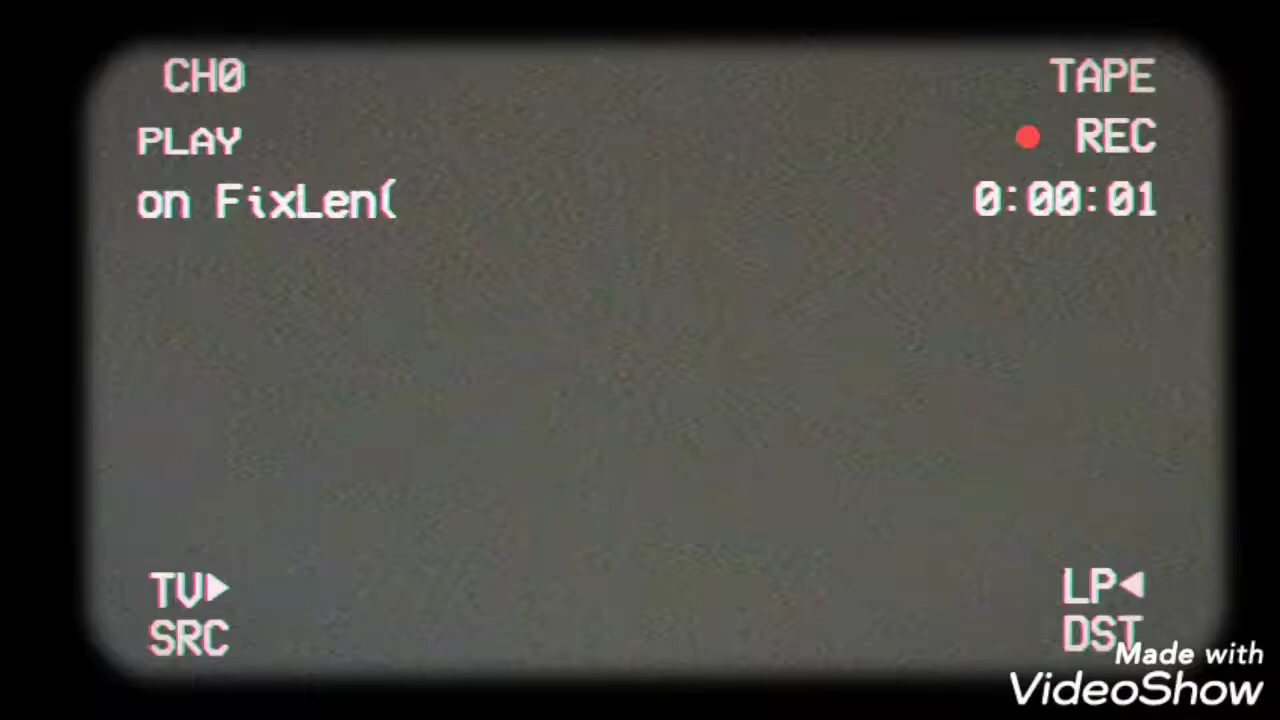 CH0
TAPE
PLAY
● REC
on FixLen(
0:00:01
TV▶
LP◀
SRC
DST
Made with
VideoShow